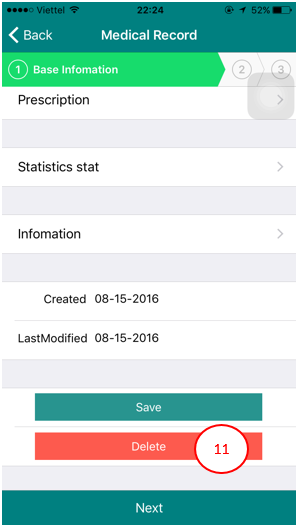 Viettel 22:24 52%
Back Medical Record
1 Base Infomation 2 3
Prescription
Statistics stat
Infomation
Created 08-15-2016
LastModified 08-15-2016
Save
Delete 11
Next